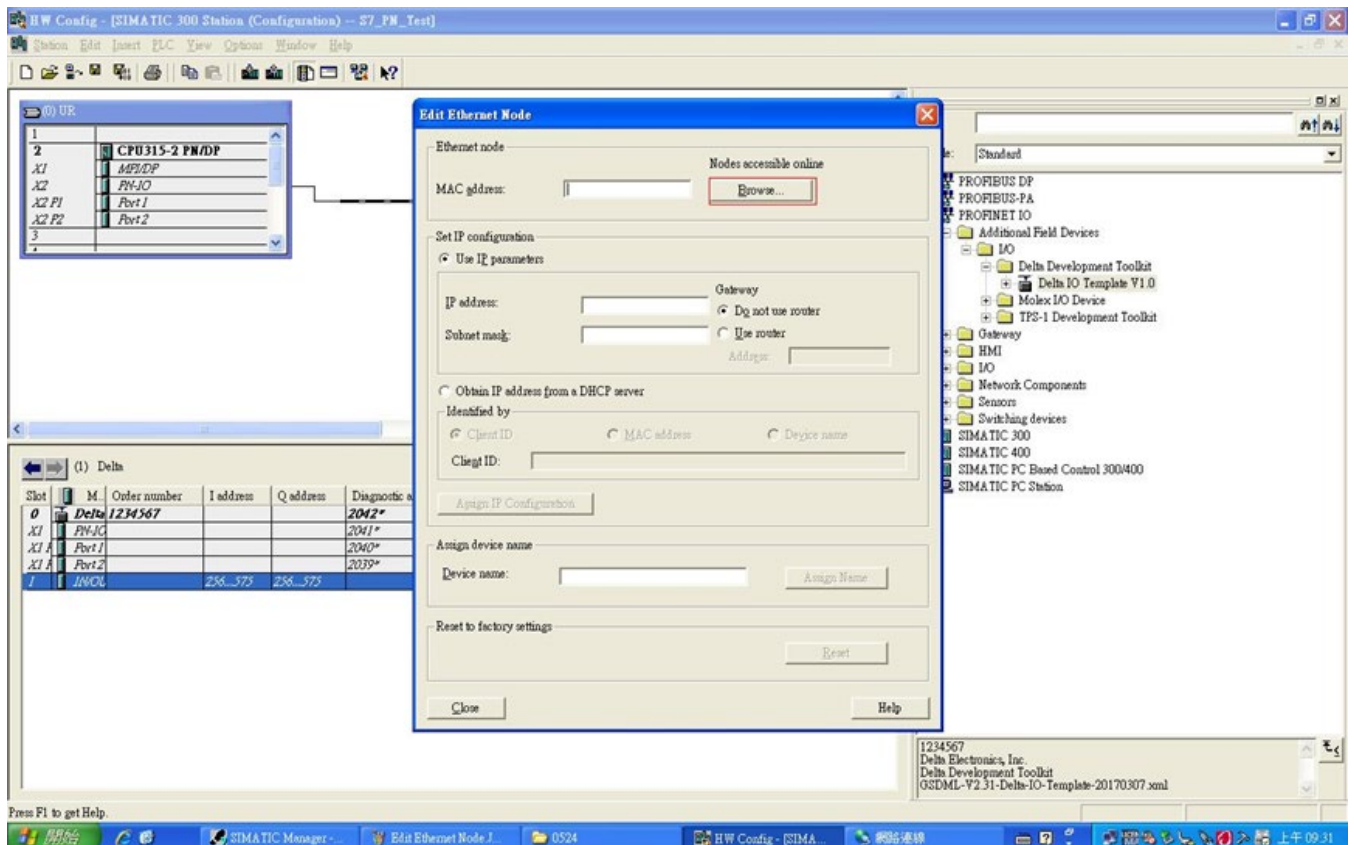 HW Config - [SIMATIC 300 Station (Configuration) -- S7_PN_Test]
Station Edit Insert PLC View Options Window Help
(0) UR
1
2 CPU315-2 PN/DP
X1 MPI/DP
X2 PN-IO
X2 P1 Port 1
X2 P2 Port 2
3
Edit Ethernet Node
Ethernet node
Nodes accessible online
MAC address:
Browse...
Set IP configuration
Use IP parameters
IP address:
Subnet mask:
Gateway
Do not use router
Use router
Address:
Obtain IP address from a DHCP server
Identified by
Client ID MAC address Device name
Client ID:
Assign IP Configuration
Assign device name
Device name:
Assign Name
Reset to factory settings
Reset
Close
Help
Standard
PROFIBUS DP
PROFIBUS-PA
PROFINET IO
Additional Field Devices
I/O
Delta Development Toolkit
Delta IO Template V1.0
Molex I/O Device
TPS-1 Development Toolkit
Gateway
HMI
I/O
Network Components
Sensors
Switching devices
SIMATIC 300
SIMATIC 400
SIMATIC PC Based Control 300/400
SIMATIC PC Station
(1) Delta
Slot M... Order number I address Q address Diagnostic a
0 Delta 1234567 2042*
X1 PN-IO 2041*
X1 P Port 1 2040*
X1 P Port 2 2039*
1 IN/OU 256...575 256...575
1234567
Delta Electronics, Inc.
Delta Development Toolkit
GSDML-V2.31-Delta-IO-Template-20170307.xml
Press F1 to get Help.
開始 SIMATIC Manager -... Edit Ethernet Node.J... 0524 HW Config - [SIMA... 網路連線 上午 09:31